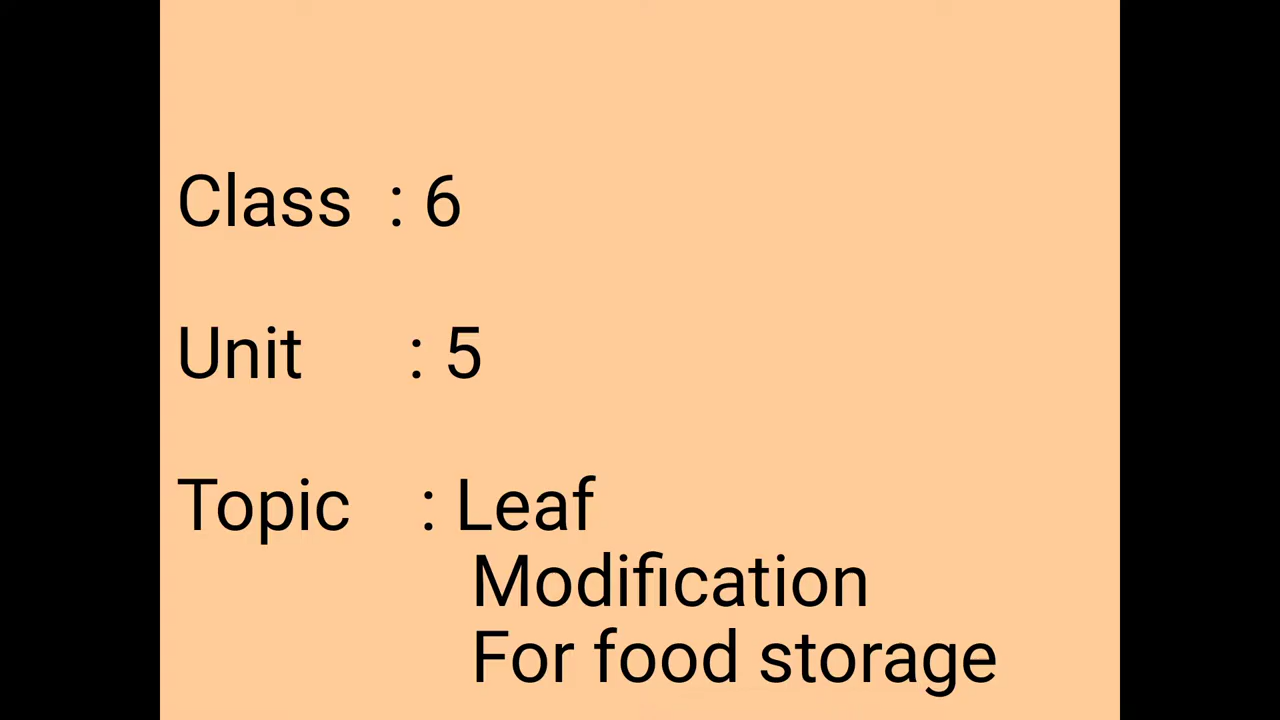 Class : 6
Unit : 5
Topic : Leaf
Modification
For food storage